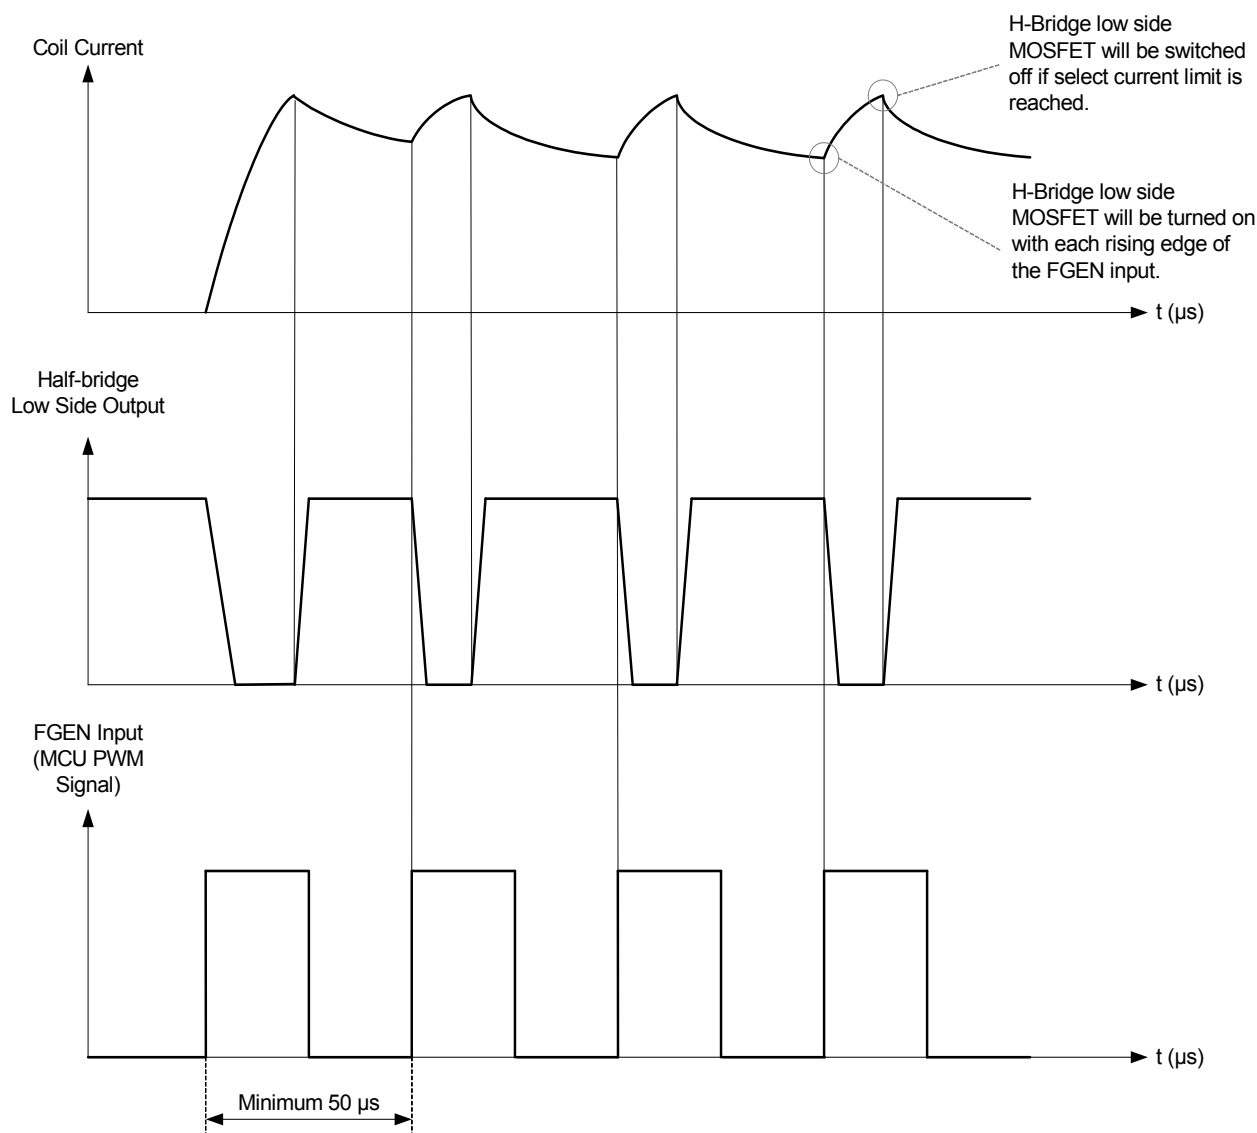 Coil Current
H-Bridge low side
MOSFET will be switched
off if select current limit is
reached.
H-Bridge low side
MOSFET will be turned on
with each rising edge of
the FGEN input.
t (µs)
Half-bridge
Low Side Output
t (µs)
FGEN Input
(MCU PWM
Signal)
t (µs)
Minimum 50 µs